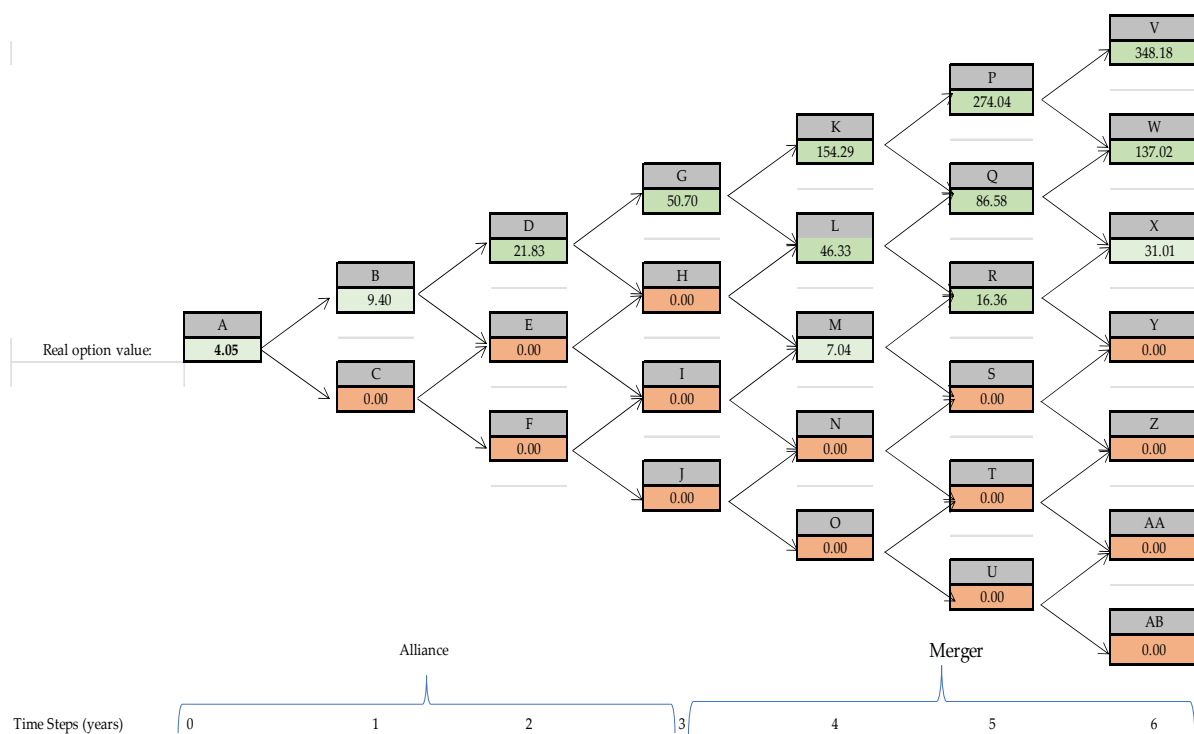 V
348.18
P
274.04
K
W
154.29
137.02
G
Q
50.70
86.58
D
L
X
21.83
46.33
31.01
B
H
R
9.40
0.00
16.36
A
E
M
Y
Real option value:
4.05
0.00
7.04
0.00
C
I
S
0.00
0.00
0.00
F
N
Z
0.00
0.00
0.00
J
T
0.00
0.00
O
AA
0.00
0.00
U
0.00
AB
0.00
Alliance
Merger
Time Steps (years) 0 1 2 3 4 5 6